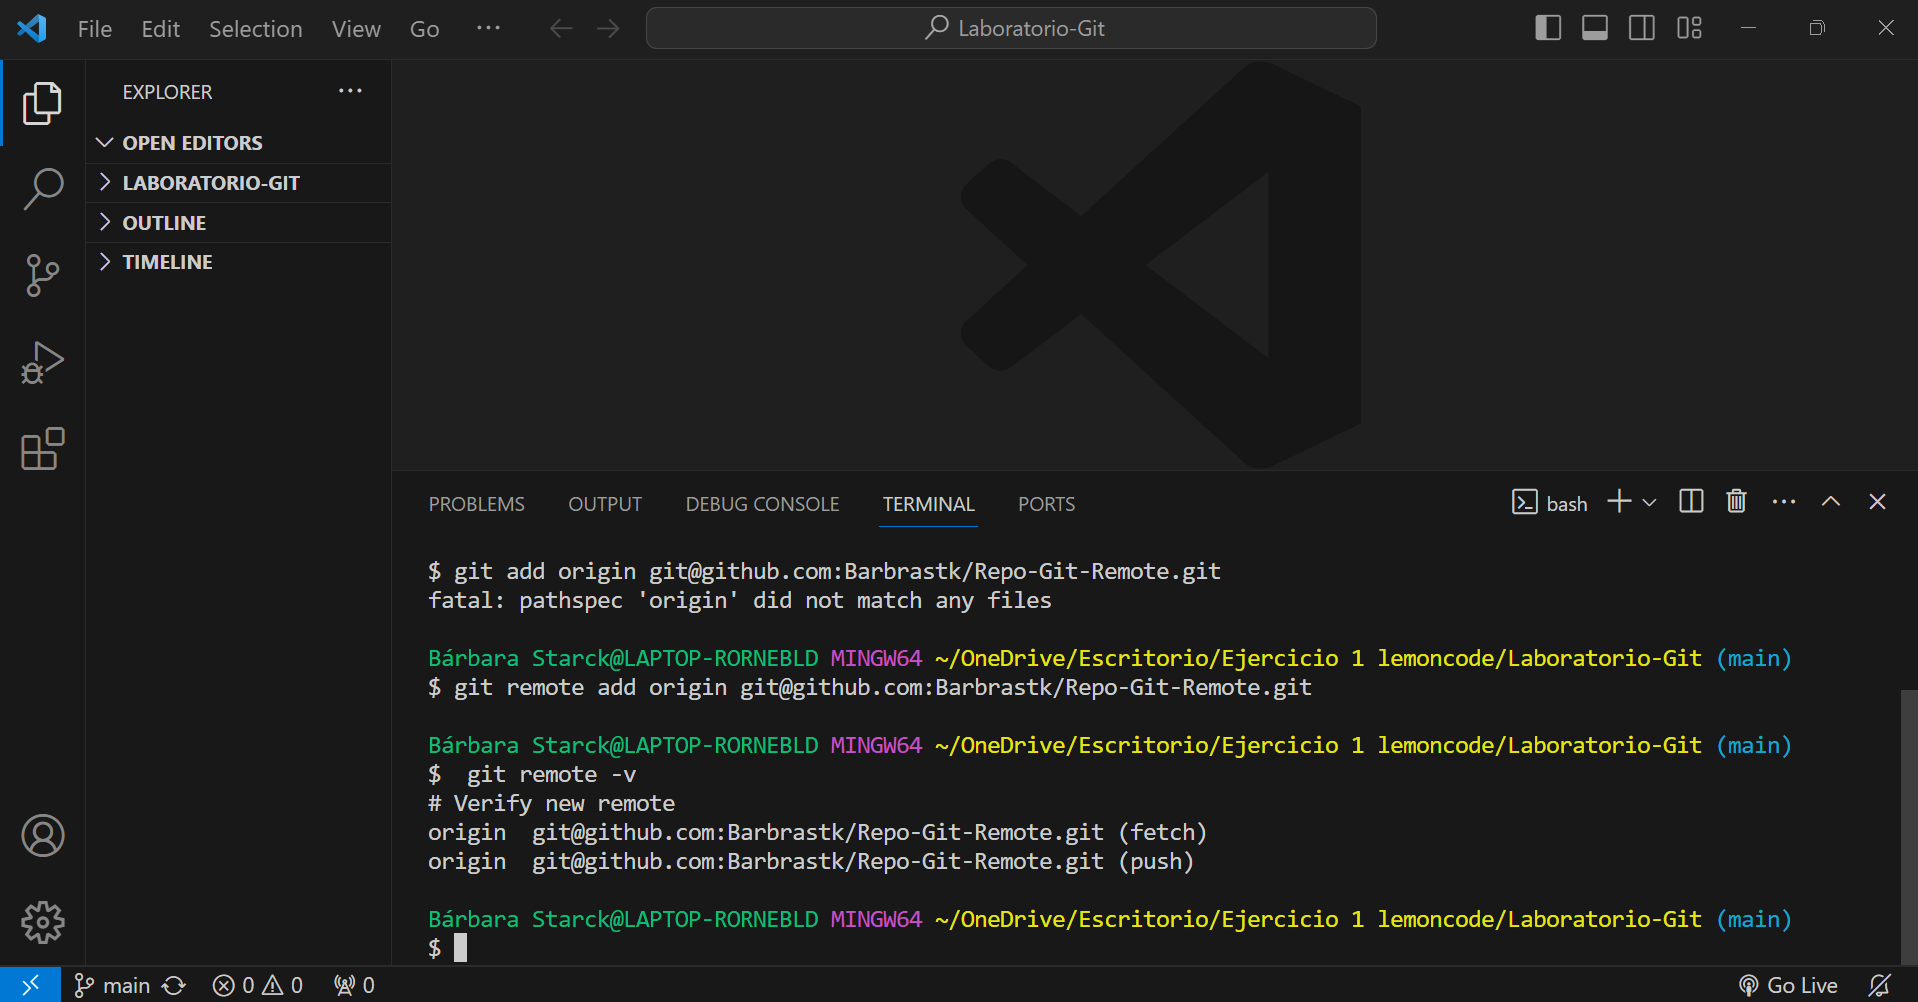 File Edit Selection View Go ··· Laboratorio-Git
EXPLORER ···
OPEN EDITORS
LABORATORIO-GIT
OUTLINE
TIMELINE
PROBLEMS OUTPUT DEBUG CONSOLE TERMINAL PORTS bash ···
$ git add origin git@github.com:Barbrastk/Repo-Git-Remote.git
fatal: pathspec 'origin' did not match any files
Bárbara Starck@LAPTOP-RORNEBLD MINGW64 ~/OneDrive/Escritorio/Ejercicio 1 lemoncode/Laboratorio-Git (main)
$ git remote add origin git@github.com:Barbrastk/Repo-Git-Remote.git
Bárbara Starck@LAPTOP-RORNEBLD MINGW64 ~/OneDrive/Escritorio/Ejercicio 1 lemoncode/Laboratorio-Git (main)
$  git remote -v
# Verify new remote
origin  git@github.com:Barbrastk/Repo-Git-Remote.git (fetch)
origin  git@github.com:Barbrastk/Repo-Git-Remote.git (push)
Bárbara Starck@LAPTOP-RORNEBLD MINGW64 ~/OneDrive/Escritorio/Ejercicio 1 lemoncode/Laboratorio-Git (main)
$
main 0 0 0 Go Live